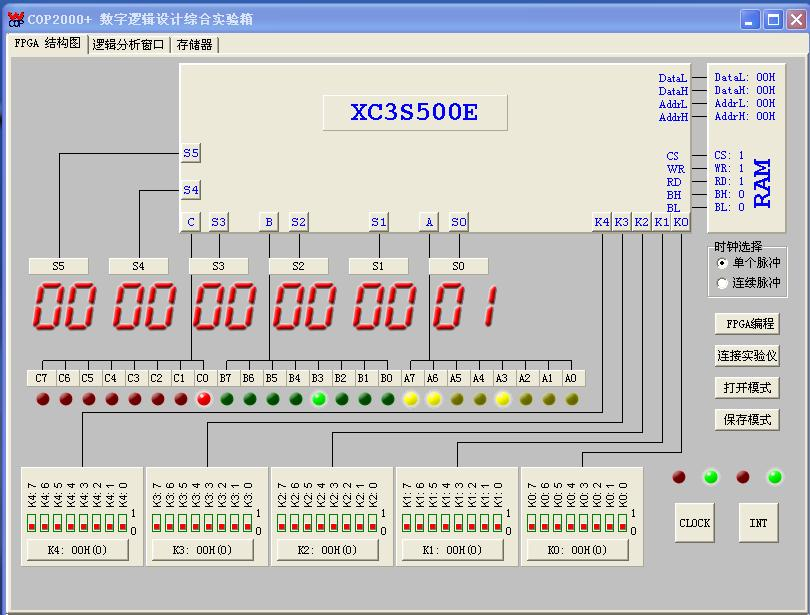 COP2000+ 数字逻辑设计综合实验箱
FPGA 结构图 逻辑分析窗口 存储器
XC3S500E
DataL DataL: 00H
DataH DataH: 00H
AddrL AddrL: 00H
AddrH AddrH: 00H
CS CS: 1
WR WR: 1
RD RD: 1
BH BH: 0
BL BL: 0
RAM
S5
S4
C S3 B S2 S1 A S0 K4 K3 K2 K1 K0
时钟选择
单个脉冲
连续脉冲
S5 S4 S3 S2 S1 S0
00 00 00 00 00 01
FPGA编程
连接实验仪
打开模式
保存模式
C7 C6 C5 C4 C3 C2 C1 C0 B7 B6 B5 B4 B3 B2 B1 B0 A7 A6 A5 A4 A3 A2 A1 A0
K4:7 K4:6 K4:5 K4:4 K4:3 K4:2 K4:1 K4:0 K3:7 K3:6 K3:5 K3:4 K3:3 K3:2 K3:1 K3:0 K2:7 K2:6 K2:5 K2:4 K2:3 K2:2 K2:1 K2:0 K1:7 K1:6 K1:5 K1:4 K1:3 K1:2 K1:1 K1:0 K0:7 K0:6 K0:5 K0:4 K0:3 K0:2 K0:1 K0:0
1 1 1 1 1
0 0 0 0 0
K4: 00H(0) K3: 00H(0) K2: 00H(0) K1: 00H(0) K0: 00H(0)
CLOCK INT